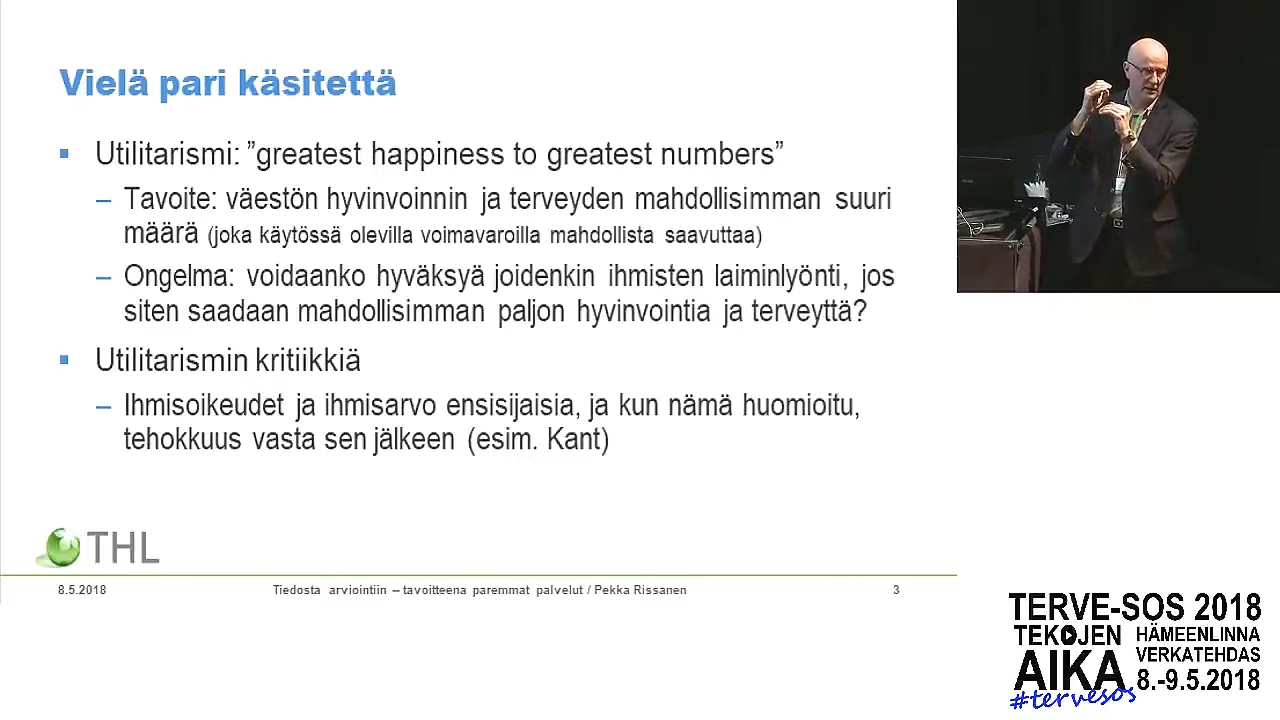 Vielä pari käsitettä
Utilitarismi: ”greatest happiness to greatest numbers”
– Tavoite: väestön hyvinvoinnin ja terveyden mahdollisimman suuri
määrä (joka käytössä olevilla voimavaroilla mahdollista saavuttaa)
– Ongelma: voidaanko hyväksyä joidenkin ihmisten laiminlyönti, jos
siten saadaan mahdollisimman paljon hyvinvointia ja terveyttä?
Utilitarismin kritiikkiä
– Ihmisoikeudet ja ihmisarvo ensisijaisia, ja kun nämä huomioitu,
tehokkuus vasta sen jälkeen (esim. Kant)
THL
8.5.2018 Tiedosta arviointiin – tavoitteena paremmat palvelut / Pekka Rissanen 3
TERVE-SOS 2018
TEKOJEN AIKA
HÄMEENLINNA
VERKATEHDAS
8.-9.5.2018
#tervesos